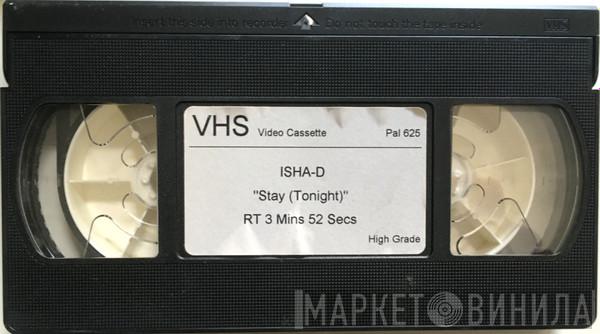 Insert this side into recorder Do not touch the tape inside
VHS
VHS Video Cassette Pal 625
ISHA-D
"Stay (Tonight)"
RT 3 Mins 52 Secs
High Grade
МАРКЕТ ВИНИЛА